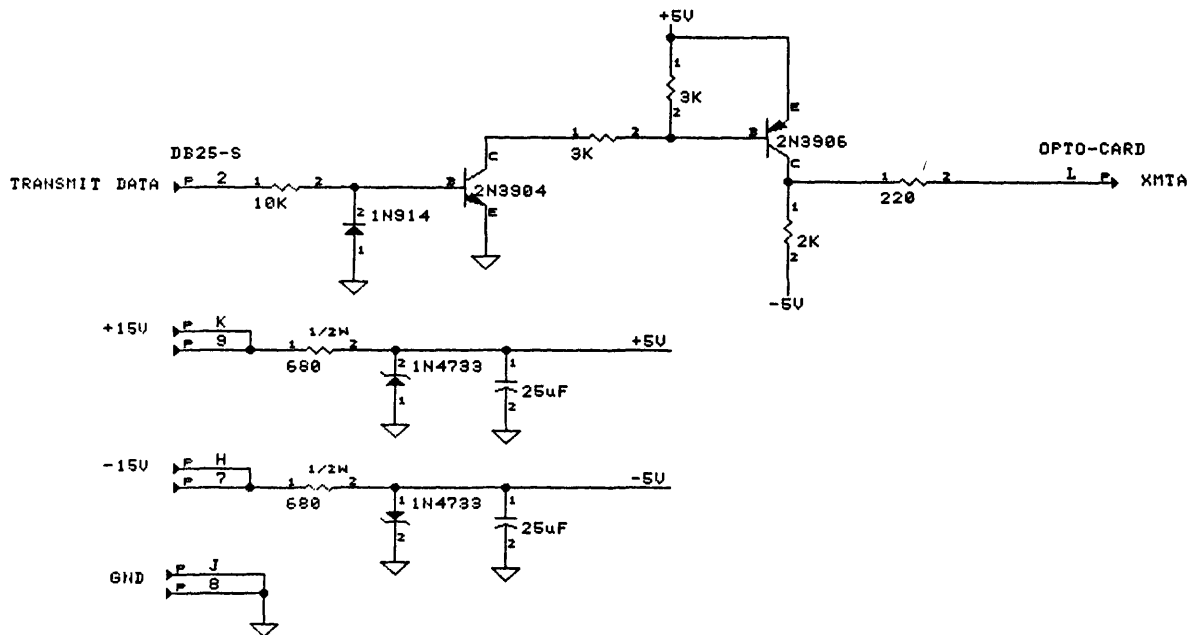 +5V
1
3K
2
E
B
2N3906
C
1
2
3K
DB25-S
C
TRANSMIT DATA
P
2
1
2
10K
B
2N3904
E
2
1N914
1
OPTO-CARD
1
2
220
L
P
XMTA
1
2K
2
-5V
+15V
P
K
P
9
1/2W
1
2
680
+5V
2
1N4733
1
1
25uF
2
-15V
P
H
P
7
1/2W
1
2
680
-5V
1
1N4733
2
1
25uF
2
GND
P
J
P
8